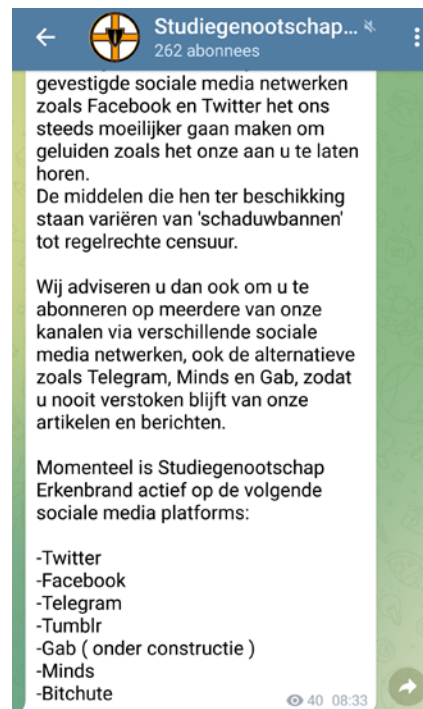 Studiegenootschap...
262 abonnees
gevestigde sociale media netwerken
zoals Facebook en Twitter het ons
steeds moeilijker gaan maken om
geluiden zoals het onze aan u te laten
horen.
De middelen die hen ter beschikking
staan variëren van 'schaduwbannen'
tot regelrechte censuur.
Wij adviseren u dan ook om u te
abonneren op meerdere van onze
kanalen via verschillende sociale
media netwerken, ook de alternatieve
zoals Telegram, Minds en Gab, zodat
u nooit verstoken blijft van onze
artikelen en berichten.
Momenteel is Studiegenootschap
Erkenbrand actief op de volgende
sociale media platforms:
-Twitter
-Facebook
-Telegram
-Tumblr
-Gab ( onder constructie )
-Minds
-Bitchute
40 08:33